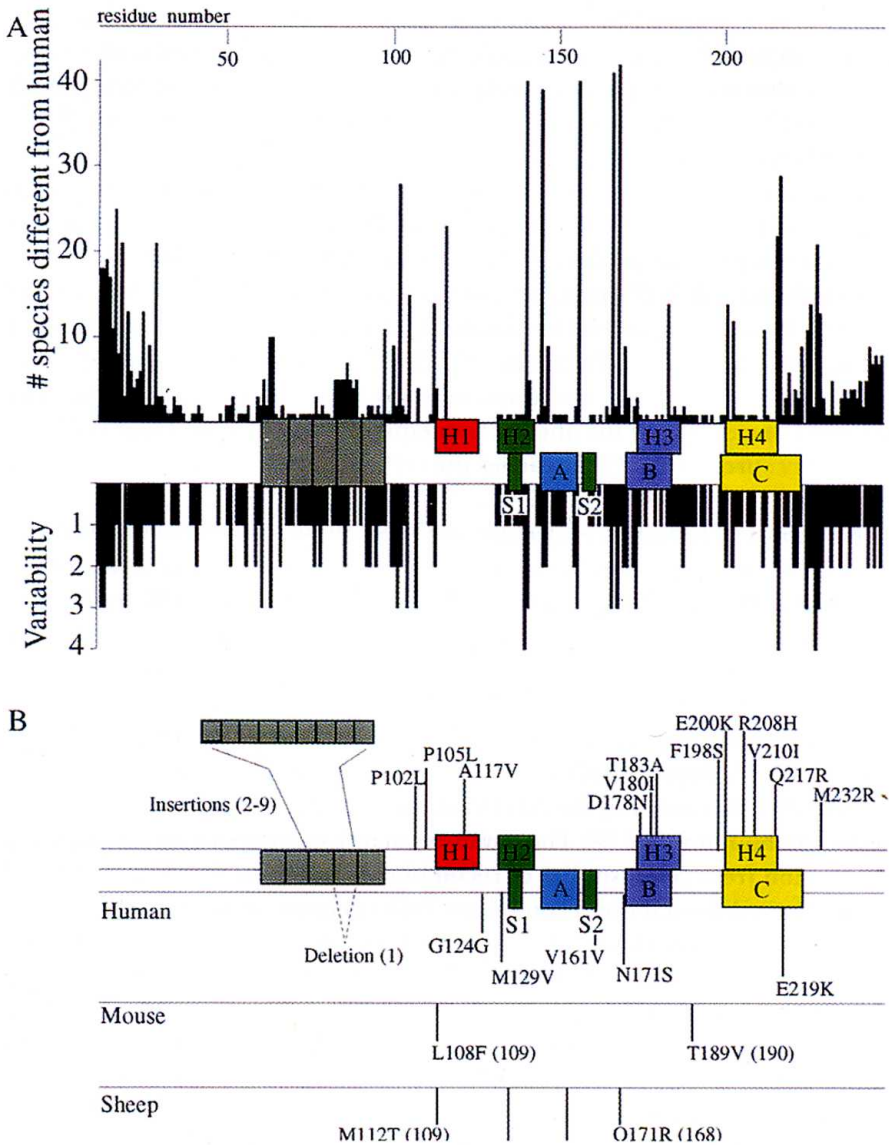 A
residue number
50
100
150
200
# species different from human
40
30
20
10
H1
H2
H3
H4
A
B
C
S1
S2
Variability
1
2
3
4
B
E200K R208H
P105L
F198S
V210I
P102L
A117V
T183A
Q217R
V180I
M232R
Insertions (2-9)
D178N
H1
H2
H3
H4
A
B
C
Human
S1
S2
G124G
V161V
Deletion (1)
M129V
N171S
E219K
Mouse
L108F (109)
T189V (190)
Sheep
M112T (109)
Q171R (168)